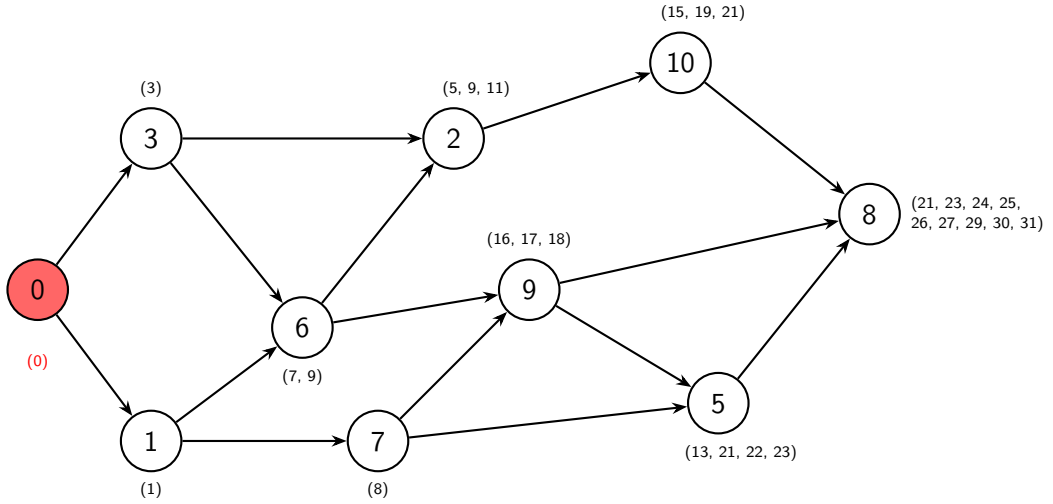 (15, 19, 21)
10
(3)
(5, 9, 11)
3
2
(21, 23, 24, 25,
26, 27, 29, 30, 31)
8
(16, 17, 18)
0
9
6
(0)
(7, 9)
5
1
7
(13, 21, 22, 23)
(1)
(8)